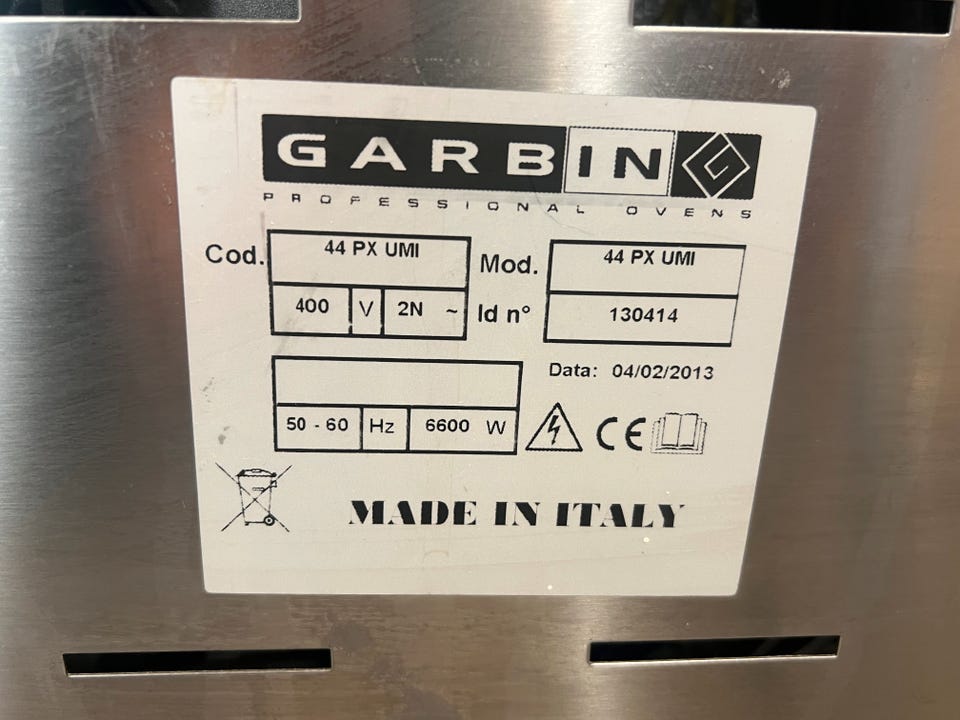 GARBIN
PROFESSIONAL OVENS
Cod. 44 PX UMI Mod. 44 PX UMI
400 V 2N ~ Id n° 130414
Data: 04/02/2013
50 - 60 Hz 6600 W CE
MADE IN ITALY